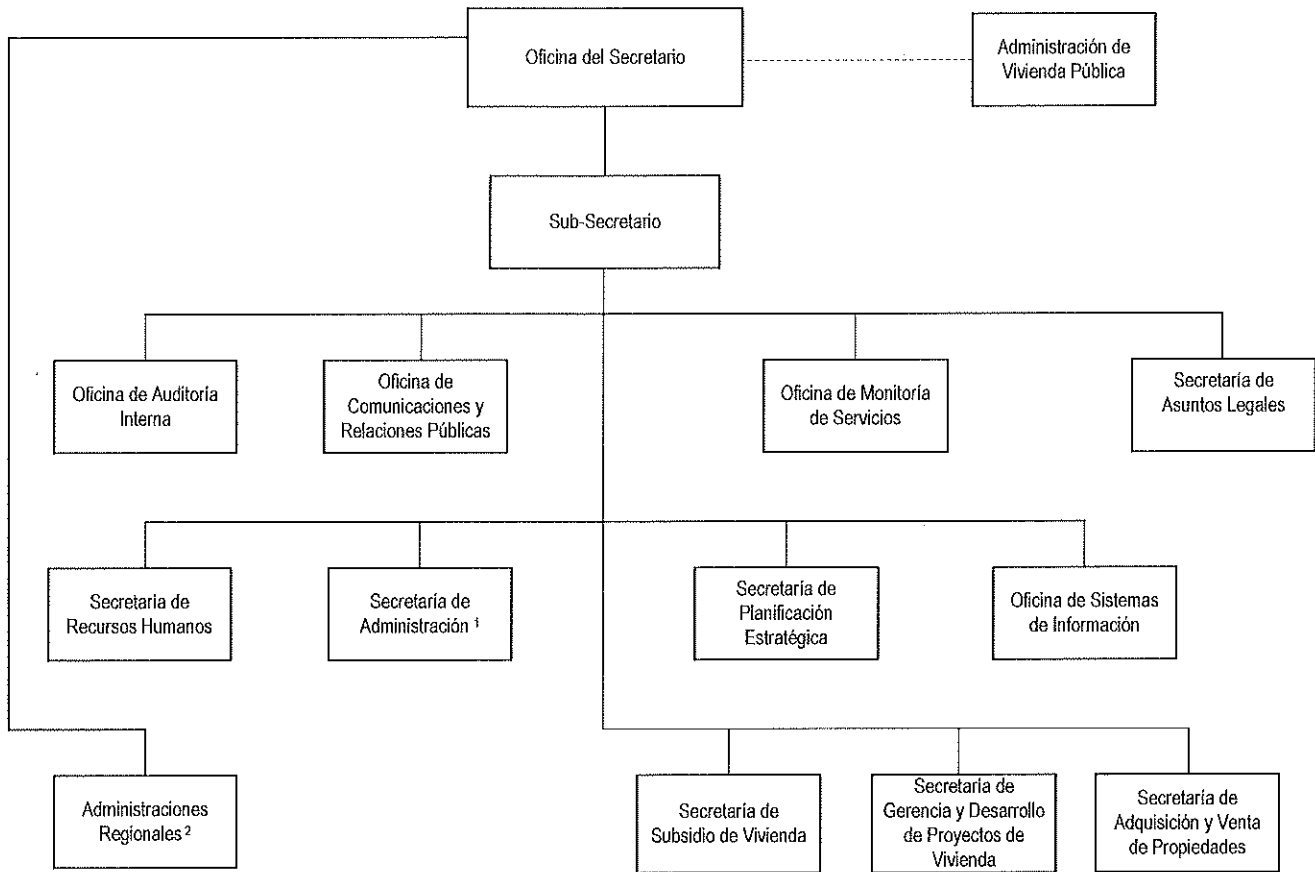 Oficina del Secretario
Administración de
Vivienda Pública
Sub-Secretario
Oficina de Auditoría
Interna
Oficina de
Comunicaciones y
Relaciones Públicas
Oficina de Monitoría
de Servicios
Secretaría de
Asuntos Legales
Secretaría de
Recursos Humanos
Secretaría de
Administración ¹
Secretaría de
Planificación
Estratégica
Oficina de Sistemas
de Información
Administraciones
Regionales ²
Secretaría de
Subsidio de Vivienda
Secretaría de
Gerencia y Desarrollo
de Proyectos de
Vivienda
Secretaría de
Adquisición y Venta
de Propiedades